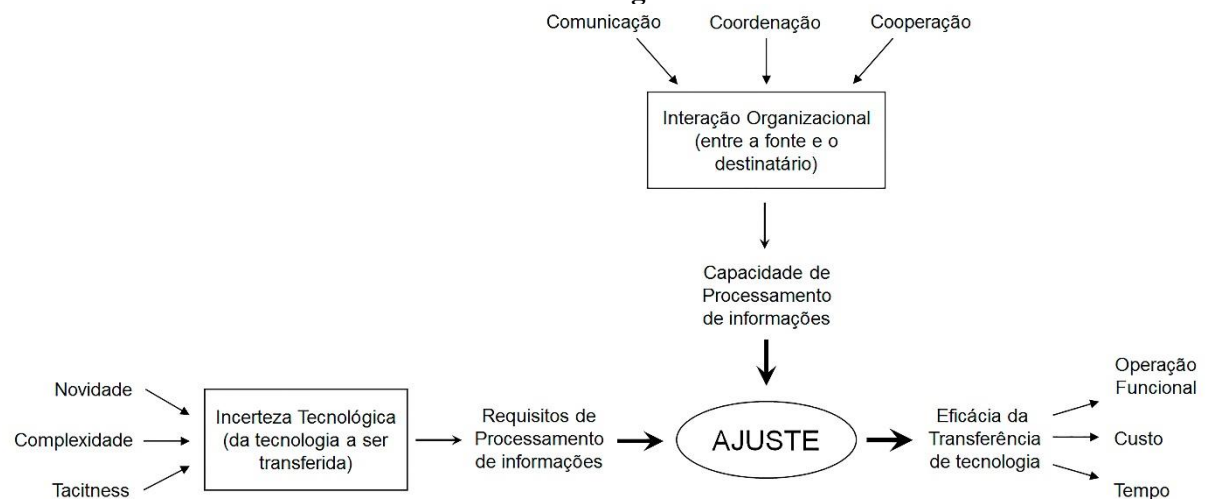 Comunicação
Coordenação
Cooperação
Interação Organizacional
(entre a fonte e o
destinatário)
Capacidade de
Processamento
de informações
Novidade
Complexidade
Tacitness
Incerteza Tecnológica
(da tecnologia a ser
transferida)
Requisitos de
Processamento
de informações
AJUSTE
Eficácia da
Transferência
de tecnologia
Operação
Funcional
Custo
Tempo